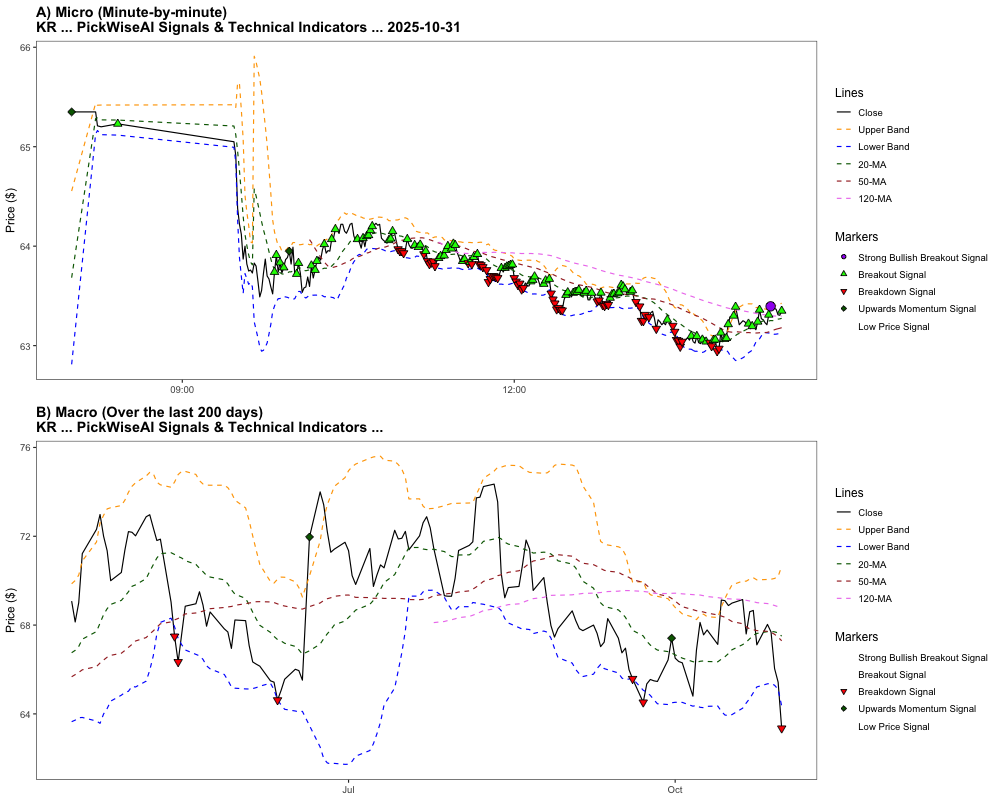 A) Micro (Minute-by-minute)
KR ... PickWiseAI Signals & Technical Indicators ... 2025-10-31
66
65
64
63
Price ($)
09:00
12:00
Lines
Close
Upper Band
Lower Band
20-MA
50-MA
120-MA
Markers
Strong Bullish Breakout Signal
Breakout Signal
Breakdown Signal
Upwards Momentum Signal
Low Price Signal
B) Macro (Over the last 200 days)
KR ... PickWiseAI Signals & Technical Indicators ...
76
72
68
64
Price ($)
Jul
Oct
Lines
Close
Upper Band
Lower Band
20-MA
50-MA
120-MA
Markers
Strong Bullish Breakout Signal
Breakout Signal
Breakdown Signal
Upwards Momentum Signal
Low Price Signal